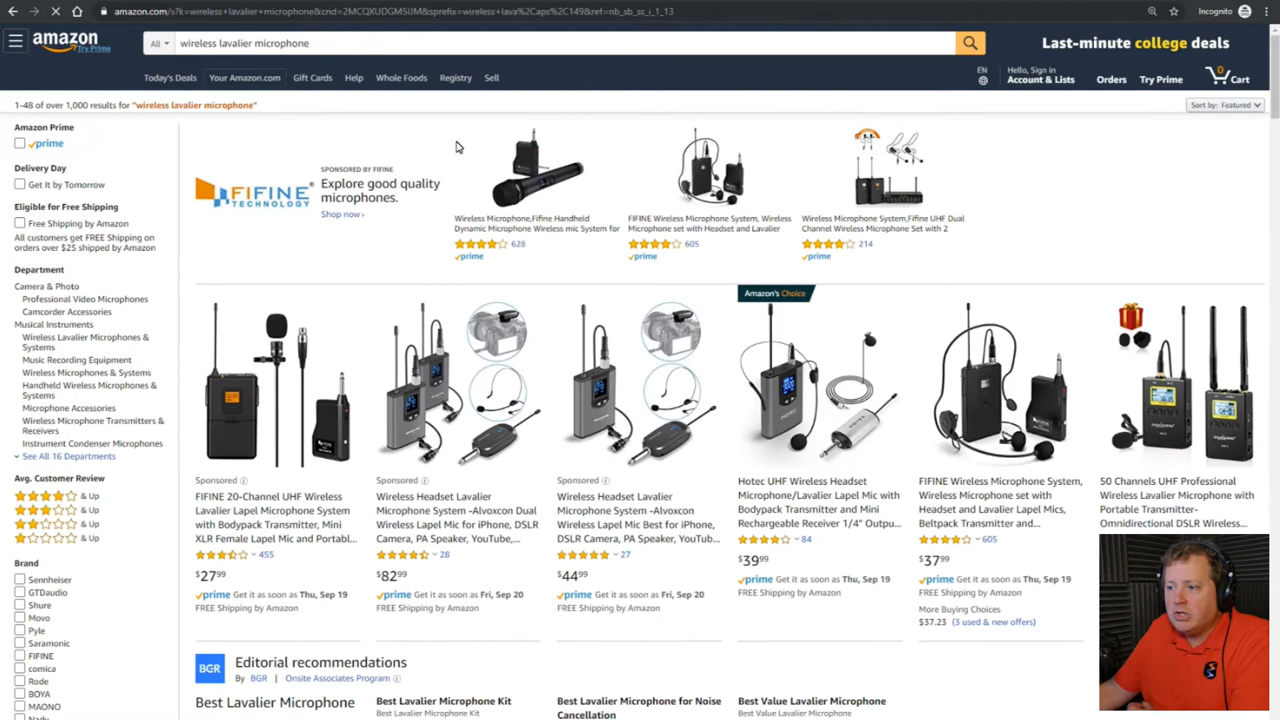 amazon.com/s?k=wireless+lavalier+microphone&crid=2MCQXUDGMSIJM&sprefix=wireless+lava%2Caps%2C149&ref=nb_sb_ss_i_1_13
Incognito
amazon
Try Prime
All
wireless lavalier microphone
Last-minute college deals
Today's Deals
Your Amazon.com
Gift Cards
Help
Whole Foods
Registry
Sell
EN
Hello, Sign in
Account & Lists
Orders
Try Prime
0
Cart
1-48 of over 1,000 results for "wireless lavalier microphone"
Sort by: Featured
Amazon Prime
prime
Delivery Day
Get It by Tomorrow
Eligible for Free Shipping
Free Shipping by Amazon
All customers get FREE Shipping on
orders over $25 shipped by Amazon
Department
Camera & Photo
Professional Video Microphones
Camcorder Accessories
Musical Instruments
Wireless Lavalier Microphones &
Systems
Music Recording Equipment
Wireless Microphones & Systems
Handheld Wireless Microphones &
Systems
Microphone Accessories
Wireless Microphone Transmitters &
Receivers
Instrument Condenser Microphones
See All 16 Departments
Avg. Customer Review
& Up
& Up
& Up
& Up
Brand
Sennheiser
GTDaudio
Shure
Movo
Pyle
Saramonic
FIFINE
comica
Rode
BOYA
MAONO
Nady
FIFINE
TECHNOLOGY
SPONSORED BY FIFINE
Explore good quality
microphones.
Shop now ›
Wireless Microphone,Fifine Handheld
Dynamic Microphone Wireless mic System for
628
prime
FIFINE Wireless Microphone System, Wireless
Microphone set with Headset and Lavalier
605
prime
Wireless Microphone System,Fifine UHF Dual
Channel Wireless Microphone Set with 2
214
prime
Sponsored
FIFINE 20-Channel UHF Wireless
Lavalier Lapel Microphone System
with Bodypack Transmitter, Mini
XLR Female Lapel Mic and Portabl...
455
$27 99
prime Get it as soon as Thu, Sep 19
FREE Shipping by Amazon
Sponsored
Wireless Headset Lavalier
Microphone System -Alvoxcon Dual
Wireless Lapel Mic for iPhone, DSLR
Camera, PA Speaker, YouTube,...
28
$82 99
prime Get it as soon as Fri, Sep 20
FREE Shipping by Amazon
Sponsored
Wireless Headset Lavalier
Microphone System -Alvoxcon
Wireless Lapel Mic Best for iPhone,
DSLR Camera, PA Speaker, YouTub...
27
$44 99
prime Get it as soon as Fri, Sep 20
FREE Shipping by Amazon
Amazon's Choice
Hotec UHF Wireless Headset
Microphone/Lavalier Lapel Mic with
Bodypack Transmitter and Mini
Rechargeable Receiver 1/4" Outpu...
84
$39 99
prime Get it as soon as Thu, Sep 19
FREE Shipping by Amazon
FIFINE Wireless Microphone System,
Wireless Microphone set with
Headset and Lavalier Lapel Mics,
Beltpack Transmitter and...
605
$37 99
prime Get it as soon as Thu, Sep 19
FREE Shipping by Amazon
More Buying Choices
$37.23 (3 used & new offers)
50 Channels UHF Professional
Wireless Lavalier Microphone with
Portable Transmitter-
Omnidirectional DSLR Wireless...
BGR
Editorial recommendations
By BGR | Onsite Associates Program
Best Lavalier Microphone
Best Lavalier Microphone Kit
Best Lavalier Microphone Kit
Best Lavalier Microphone for Noise
Cancellation
Best Value Lavalier Microphone
Best Value Lavalier Microphone